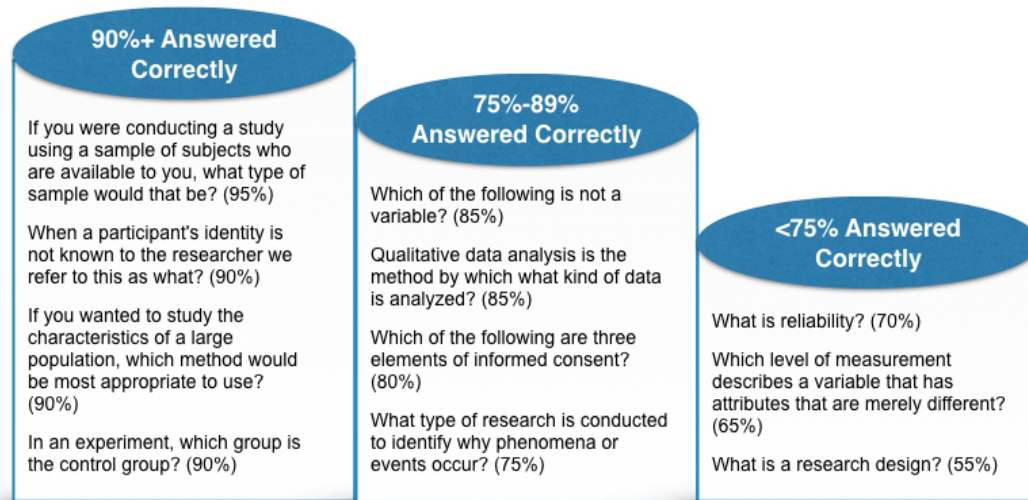 90%+ Answered
Correctly
If you were conducting a study
using a sample of subjects who
are available to you, what type of
sample would that be? (95%)
When a participant's identity is
not known to the researcher we
refer to this as what? (90%)
If you wanted to study the
characteristics of a large
population, which method would
be most appropriate to use?
(90%)
In an experiment, which group is
the control group? (90%)
75%-89%
Answered Correctly
Which of the following is not a
variable? (85%)
Qualitative data analysis is the
method by which what kind of data
is analyzed? (85%)
Which of the following are three
elements of informed consent?
(80%)
What type of research is conducted
to identify why phenomena or
events occur? (75%)
<75% Answered
Correctly
What is reliability? (70%)
Which level of measurement
describes a variable that has
attributes that are merely different?
(65%)
What is a research design? (55%)